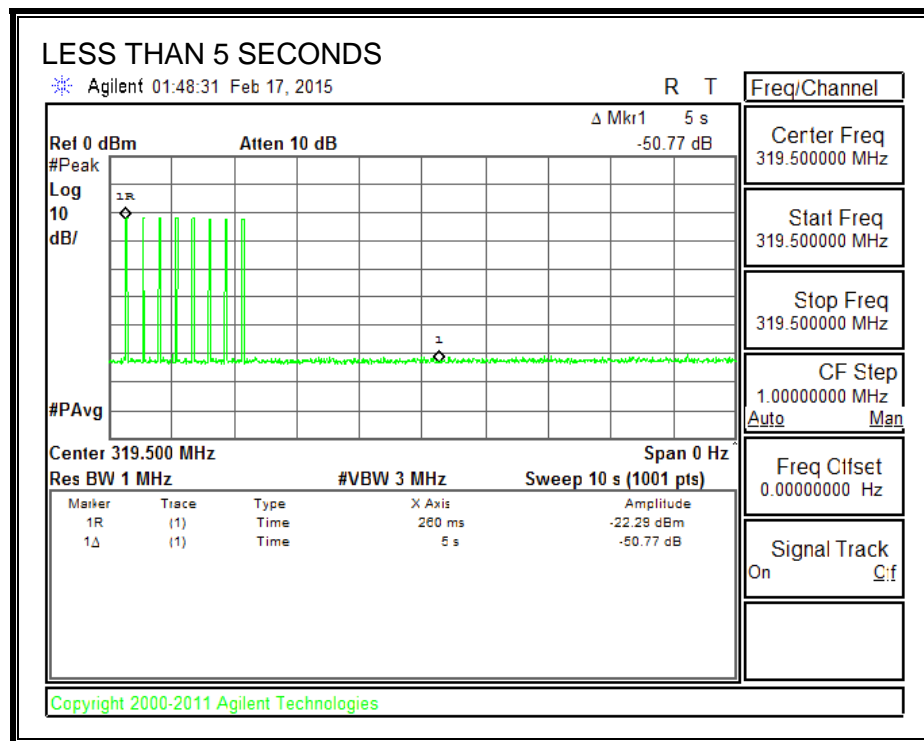 LESS THAN 5 SECONDS
Agilent 01:48:31 Feb 17, 2015 R T
Freq/Channel
Δ Mkr1 5 s
Ref 0 dBm Atten 10 dB -50.77 dB
#Peak
Log
10
dB/
1R
1
#PAvg
Center 319.500 MHz Span 0 Hz
Res BW 1 MHz #VBW 3 MHz Sweep 10 s (1001 pts)
Marker Trace Type X Axis Amplitude
1R (1) Time 260 ms -22.29 dBm
1Δ (1) Time 5 s -50.77 dB
Center Freq
319.500000 MHz
Start Freq
319.500000 MHz
Stop Freq
319.500000 MHz
CF Step
1.00000000 MHz
Auto Man
Freq Offset
0.00000000 Hz
Signal Track
On Off
Copyright 2000-2011 Agilent Technologies